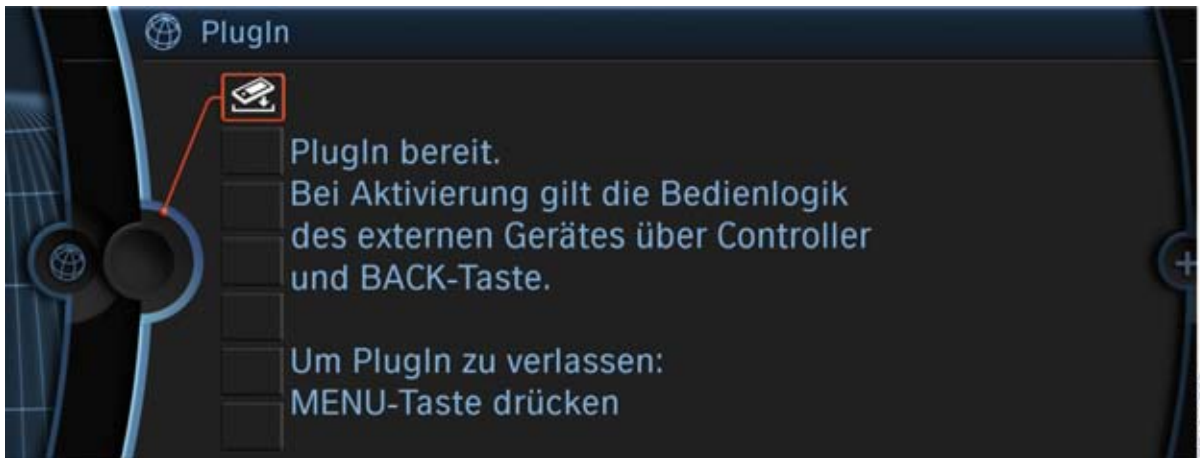 PlugIn
PlugIn bereit.
Bei Aktivierung gilt die Bedienlogik
des externen Gerätes über Controller
und BACK-Taste.
Um PlugIn zu verlassen:
MENU-Taste drücken